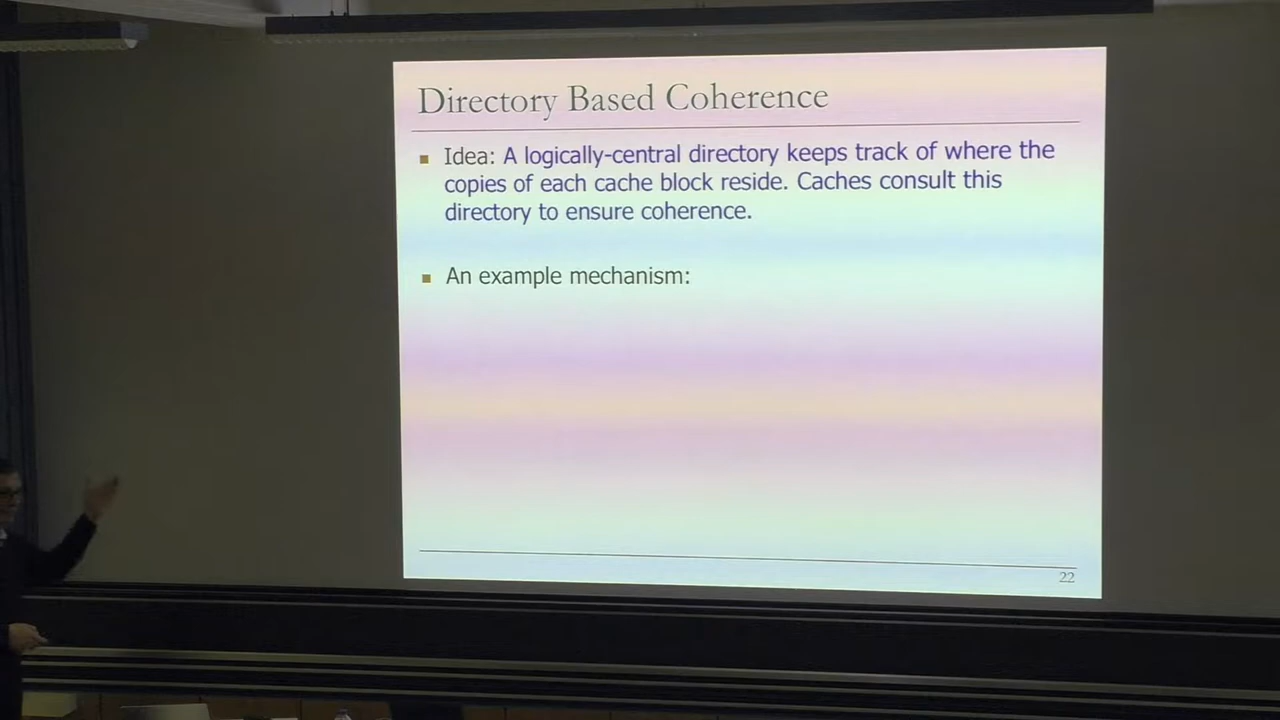 Directory Based Coherence
Idea: A logically-central directory keeps track of where the
copies of each cache block reside. Caches consult this
directory to ensure coherence.
An example mechanism:
22